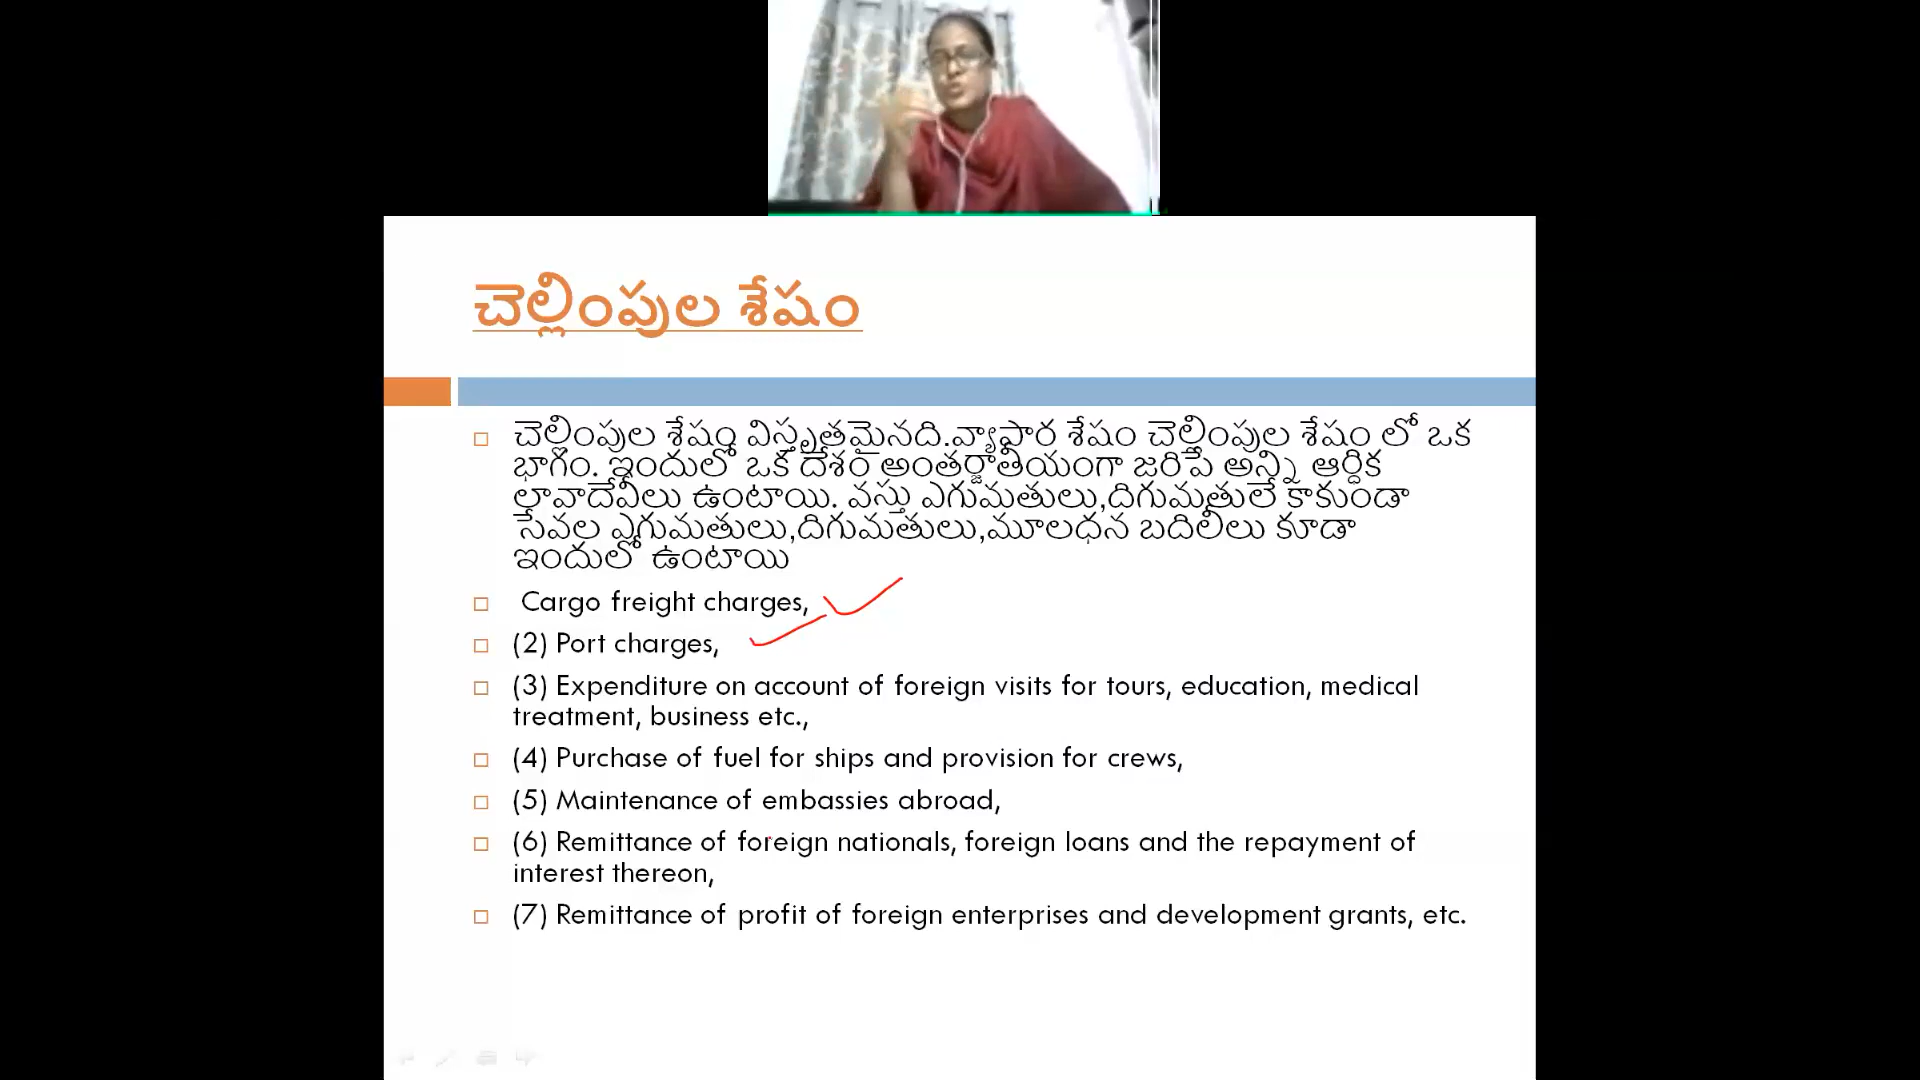 చెల్లింపుల శేషం
చెల్లింపుల శేషం విస్తృతమైనది.వ్యాపార శేషం చెల్లింపుల శేషం లో ఒక
భాగం. ఇందులో ఒక దేశం అంతర్జాతీయంగా జరిపే అన్ని ఆర్దిక
లావాదేవీలు ఉంటాయి. వస్తు ఎగుమతులు,దిగుమతులే కాకుండా
సేవల ఎగుమతులు,దిగుమతులు,మూలధన బదిలీలు కూడా
ఇందులో ఉంటాయి
Cargo freight charges,
(2) Port charges,
(3) Expenditure on account of foreign visits for tours, education, medical
treatment, business etc.,
(4) Purchase of fuel for ships and provision for crews,
(5) Maintenance of embassies abroad,
(6) Remittance of foreign nationals, foreign loans and the repayment of
interest thereon,
(7) Remittance of profit of foreign enterprises and development grants, etc.